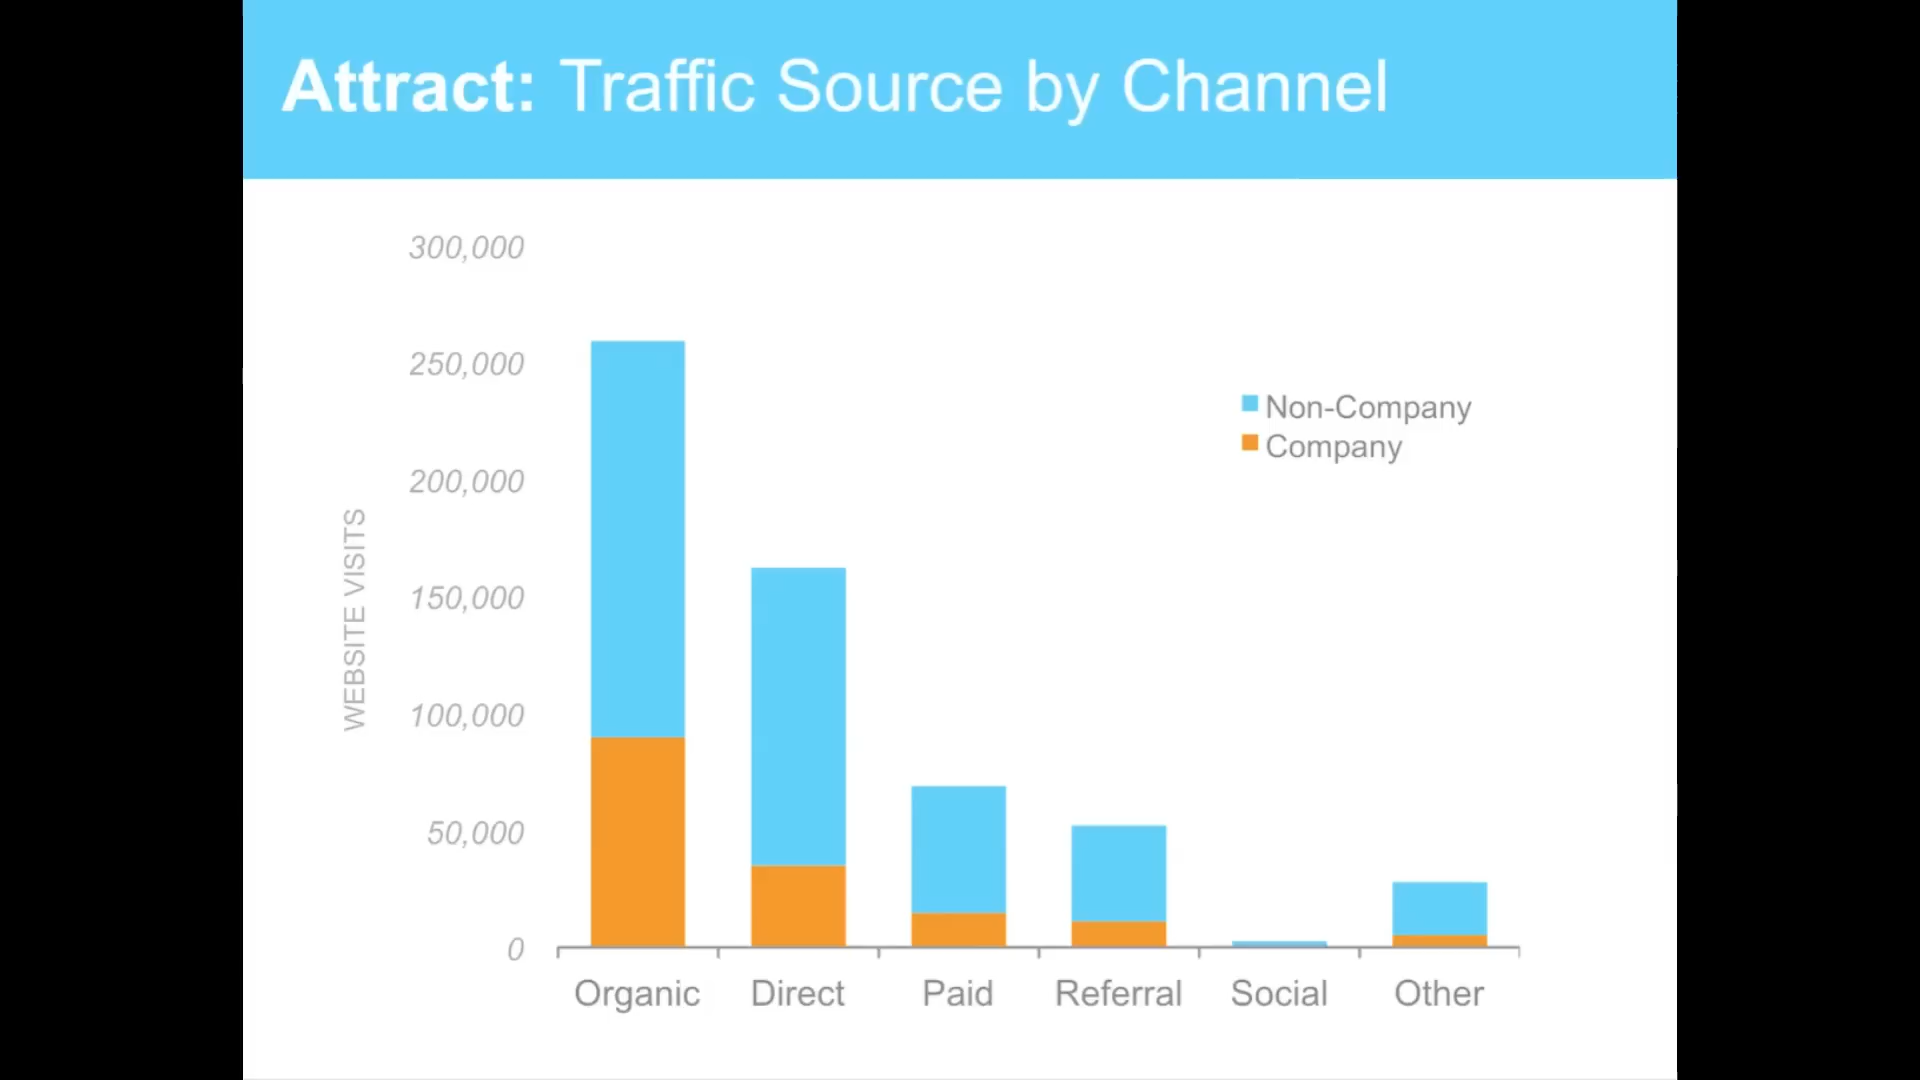 Attract: Traffic Source by Channel
300,000
250,000
200,000
150,000
100,000
50,000
0
WEBSITE VISITS
Non-Company
Company
Organic Direct Paid Referral Social Other